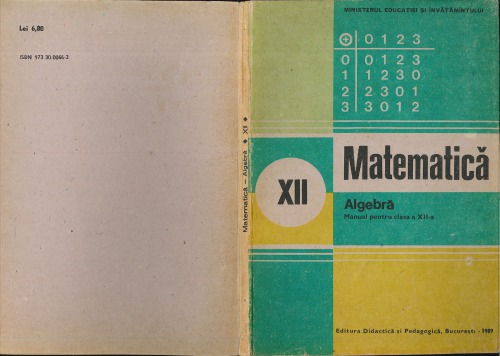 Lei 6,80
ISBN 973-30-0066-3
Matematică – Algebră ◆ XII ◆
MINISTERUL EDUCAȚIEI ȘI ÎNVĂȚĂMÎNTULUI
⊕ 0 1 2 3
0 0 1 2 3
1 1 2 3 0
2 2 3 0 1
3 3 0 1 2
XII
Matematică
Algebră
Manual pentru clasa a XII-a
Editura Didactică și Pedagogică, București - 1989